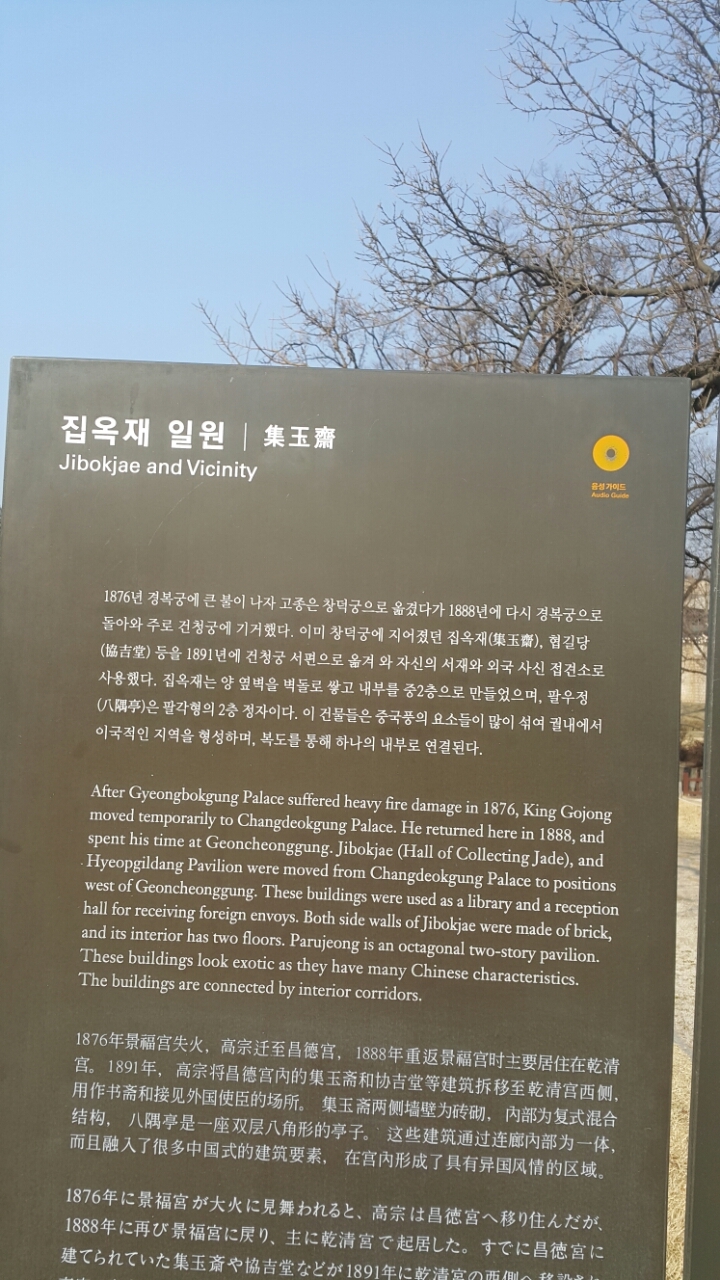 집옥재 일원 | 集玉齋
Jibokjae and Vicinity
음성 가이드
Audio Guide
1876년 경복궁에 큰 불이 나자 고종은 창덕궁으로 옮겼다가 1888년에 다시 경복궁으로
돌아와 주로 건청궁에 기거했다. 이미 창덕궁에 지어졌던 집옥재(集玉齋), 협길당
(協吉堂) 등을 1891년에 건청궁 서편으로 옮겨 와 자신의 서재와 외국 사신 접견소로
사용했다. 집옥재는 양 옆벽을 벽돌로 쌓고 내부를 중2층으로 만들었으며, 팔우정
(八隅亭)은 팔각형의 2층 정자이다. 이 건물들은 중국풍의 요소들이 많이 섞여 궐내에서
이국적인 지역을 형성하며, 복도를 통해 하나의 내부로 연결된다.
After Gyeongbokgung Palace suffered heavy fire damage in 1876, King Gojong
moved temporarily to Changdeokgung Palace. He returned here in 1888, and
spent his time at Geoncheonggung. Jibokjae (Hall of Collecting Jade), and
Hyeopgildang Pavilion were moved from Changdeokgung Palace to positions
west of Geoncheonggung. These buildings were used as a library and a reception
hall for receiving foreign envoys. Both side walls of Jibokjae were made of brick,
and its interior has two floors. Parujeong is an octagonal two-story pavilion.
These buildings look exotic as they have many Chinese characteristics.
The buildings are connected by interior corridors.
1876年景福宫失火，高宗迁至昌德宫，1888年重返景福宫时主要居住在乾清
宫。1891年，高宗将昌德宫内的集玉斋和协吉堂等建筑拆移至乾清宫西侧，
用作书斋和接见外国使臣的场所。 集玉斋两侧墙壁为砖砌，内部为复式混合
结构， 八隅亭是一座双层八角形的亭子。 这些建筑通过连廊内部为一体，
而且融入了很多中国式的建筑要素， 在宫内形成了具有异国风情的区域。
1876年に景福宮が大火に見舞われると、高宗は昌徳宮へ移り住んだが、
1888年に再び景福宮に戻り、主に乾清宮で起居した。すでに昌徳宮に
建てられていた集玉斎や協吉堂などが1891年に乾清宮の西側へ移設され